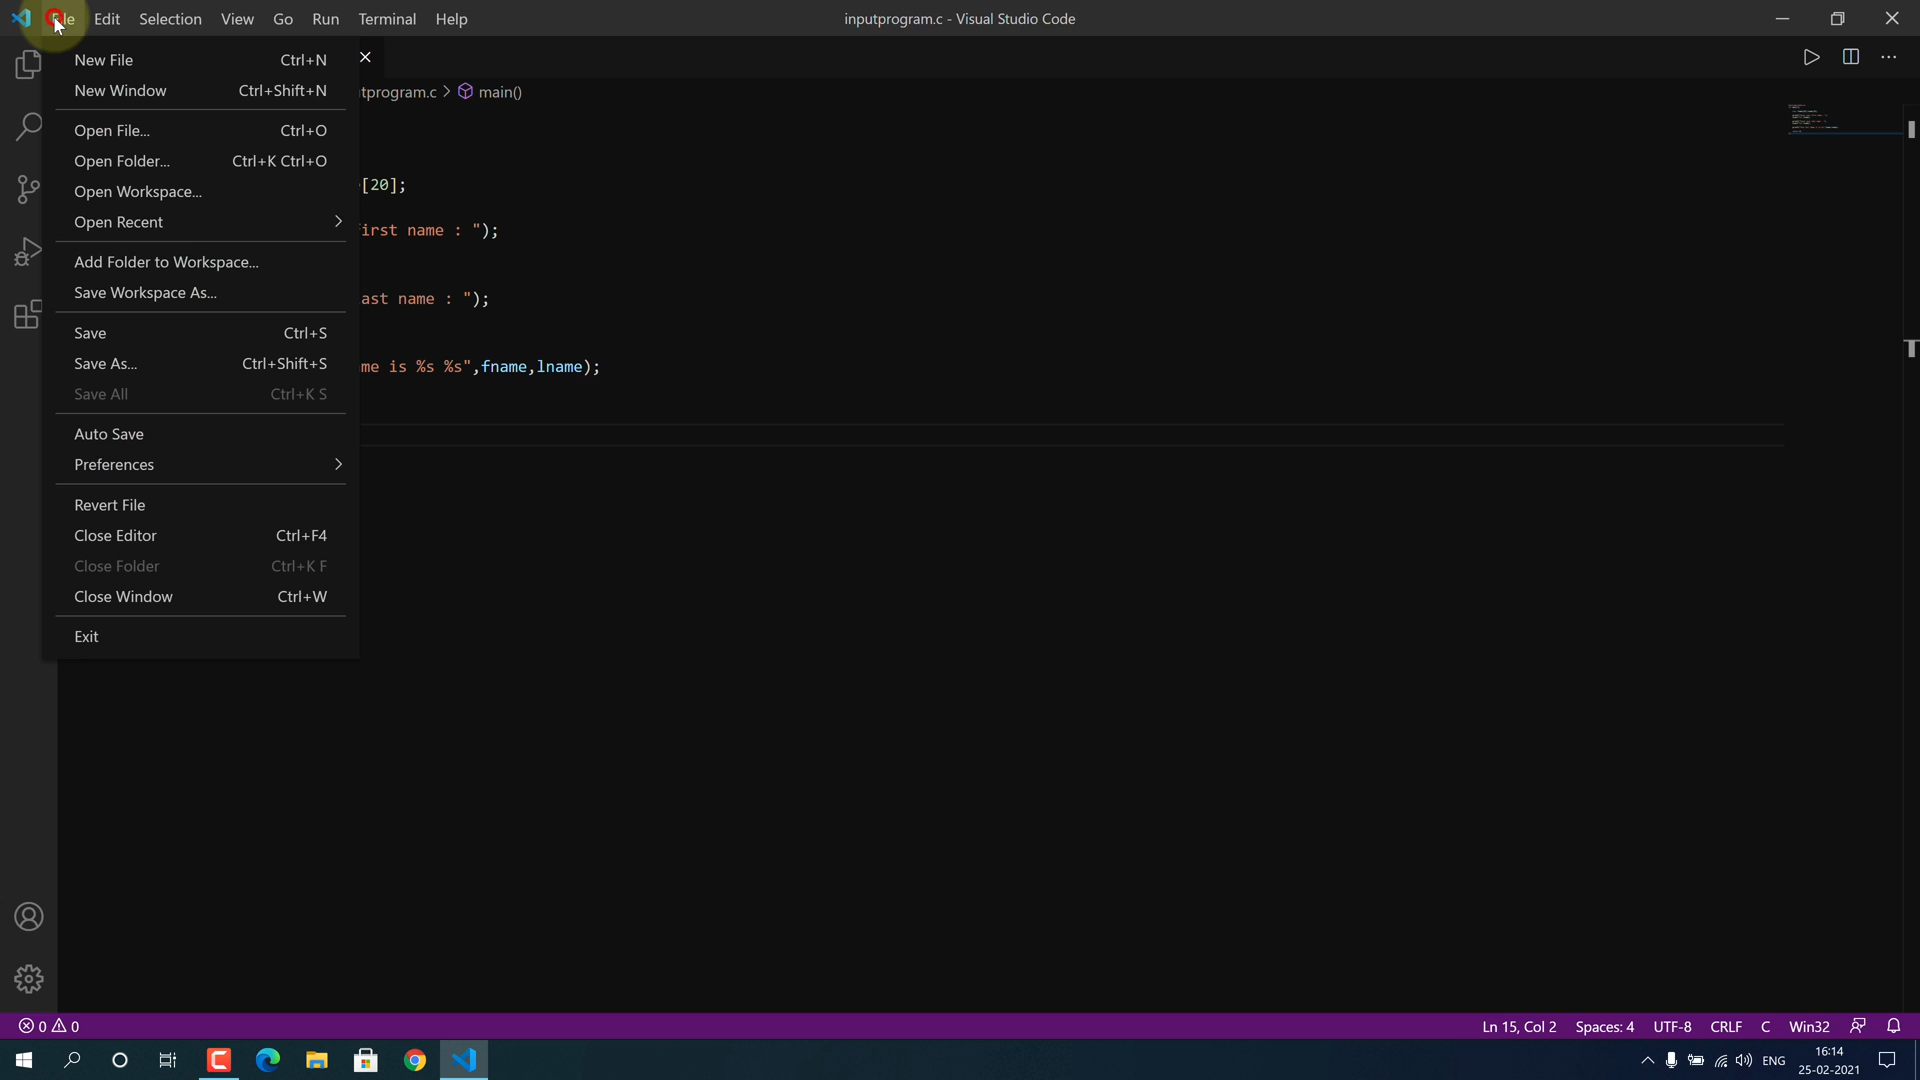 File Edit Selection View Go Run Terminal Help inputprogram.c - Visual Studio Code
New File Ctrl+N
New Window Ctrl+Shift+N
tprogram.c > main()
Open File... Ctrl+O
Open Folder... Ctrl+K Ctrl+O
Open Workspace...
[20];
Open Recent
irst name : ");
Add Folder to Workspace...
Save Workspace As...
ast name : ");
Save Ctrl+S
Save As... Ctrl+Shift+S
me is %s %s",fname,lname);
Save All Ctrl+K S
Auto Save
Preferences
Revert File
Close Editor Ctrl+F4
Close Folder Ctrl+K F
Close Window Ctrl+W
Exit
0 0 Ln 15, Col 2 Spaces: 4 UTF-8 CRLF C Win32
ENG 16:14
25-02-2021